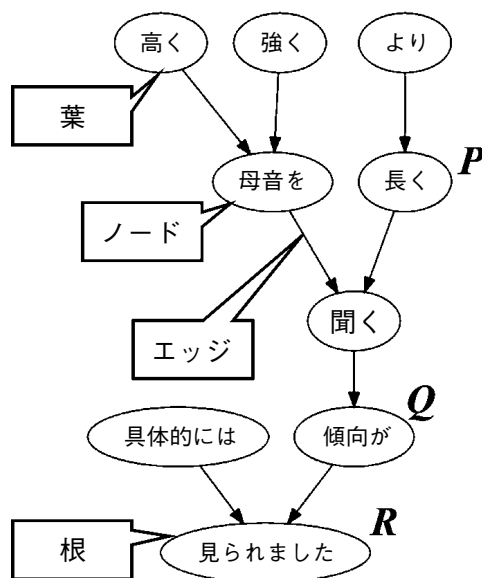 高く
強く
より
葉
母音を
長く
P
ノード
エッジ
聞く
Q
具体的には
傾向が
R
根
見られました